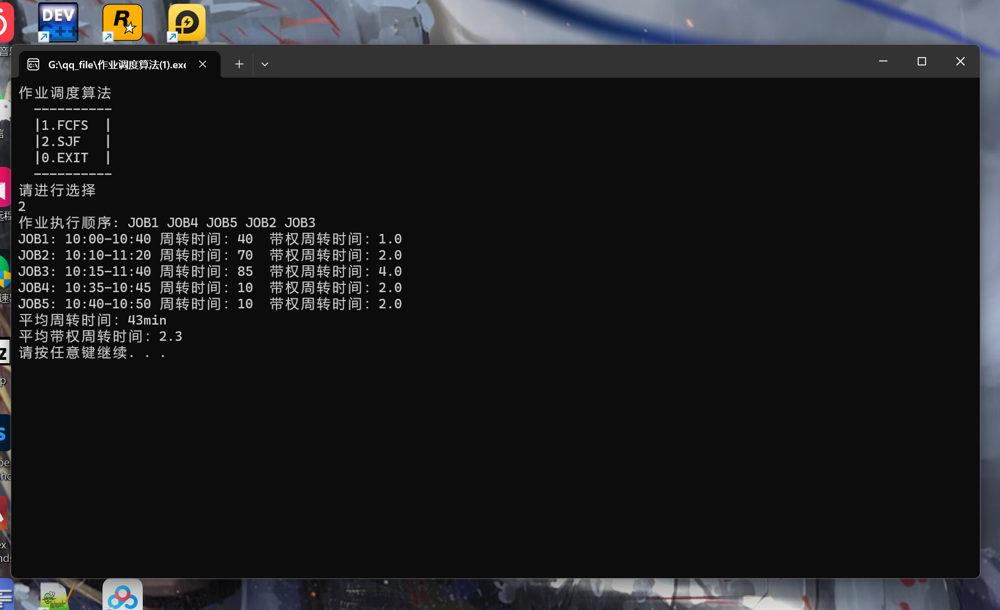 DEV
C++
R
G:\qq_file\作业调度算法(1).exe
作业调度算法
----------
|1.FCFS  |
|2.SJF   |
|0.EXIT  |
----------
请进行选择
2
作业执行顺序: JOB1 JOB4 JOB5 JOB2 JOB3
JOB1: 10:00-10:40 周转时间: 40  带权周转时间: 1.0
JOB2: 10:10-11:20 周转时间: 70  带权周转时间: 2.0
JOB3: 10:15-11:40 周转时间: 85  带权周转时间: 4.0
JOB4: 10:35-10:45 周转时间: 10  带权周转时间: 2.0
JOB5: 10:40-10:50 周转时间: 10  带权周转时间: 2.0
平均周转时间: 43min
平均带权周转时间: 2.3
请按任意键继续. . .